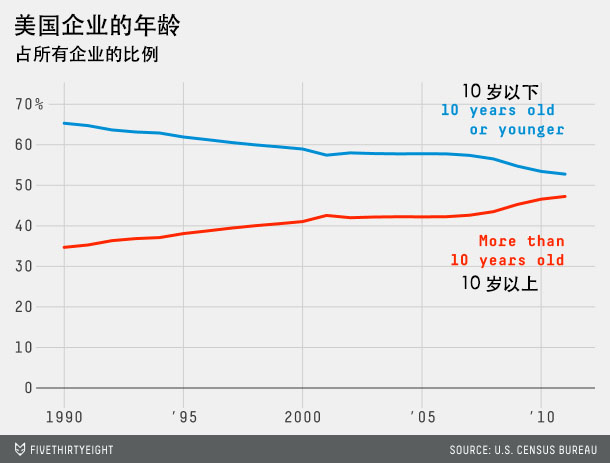 美国企业的年龄
占所有企业的比例
10 岁以下
70%
10 years old
or younger
60
50
40
More than
10 years old
30
10 岁以上
20
10
0
1990 '95 2000 '05 '10
FIVETHIRTYEIGHT SOURCE: U.S. CENSUS BUREAU